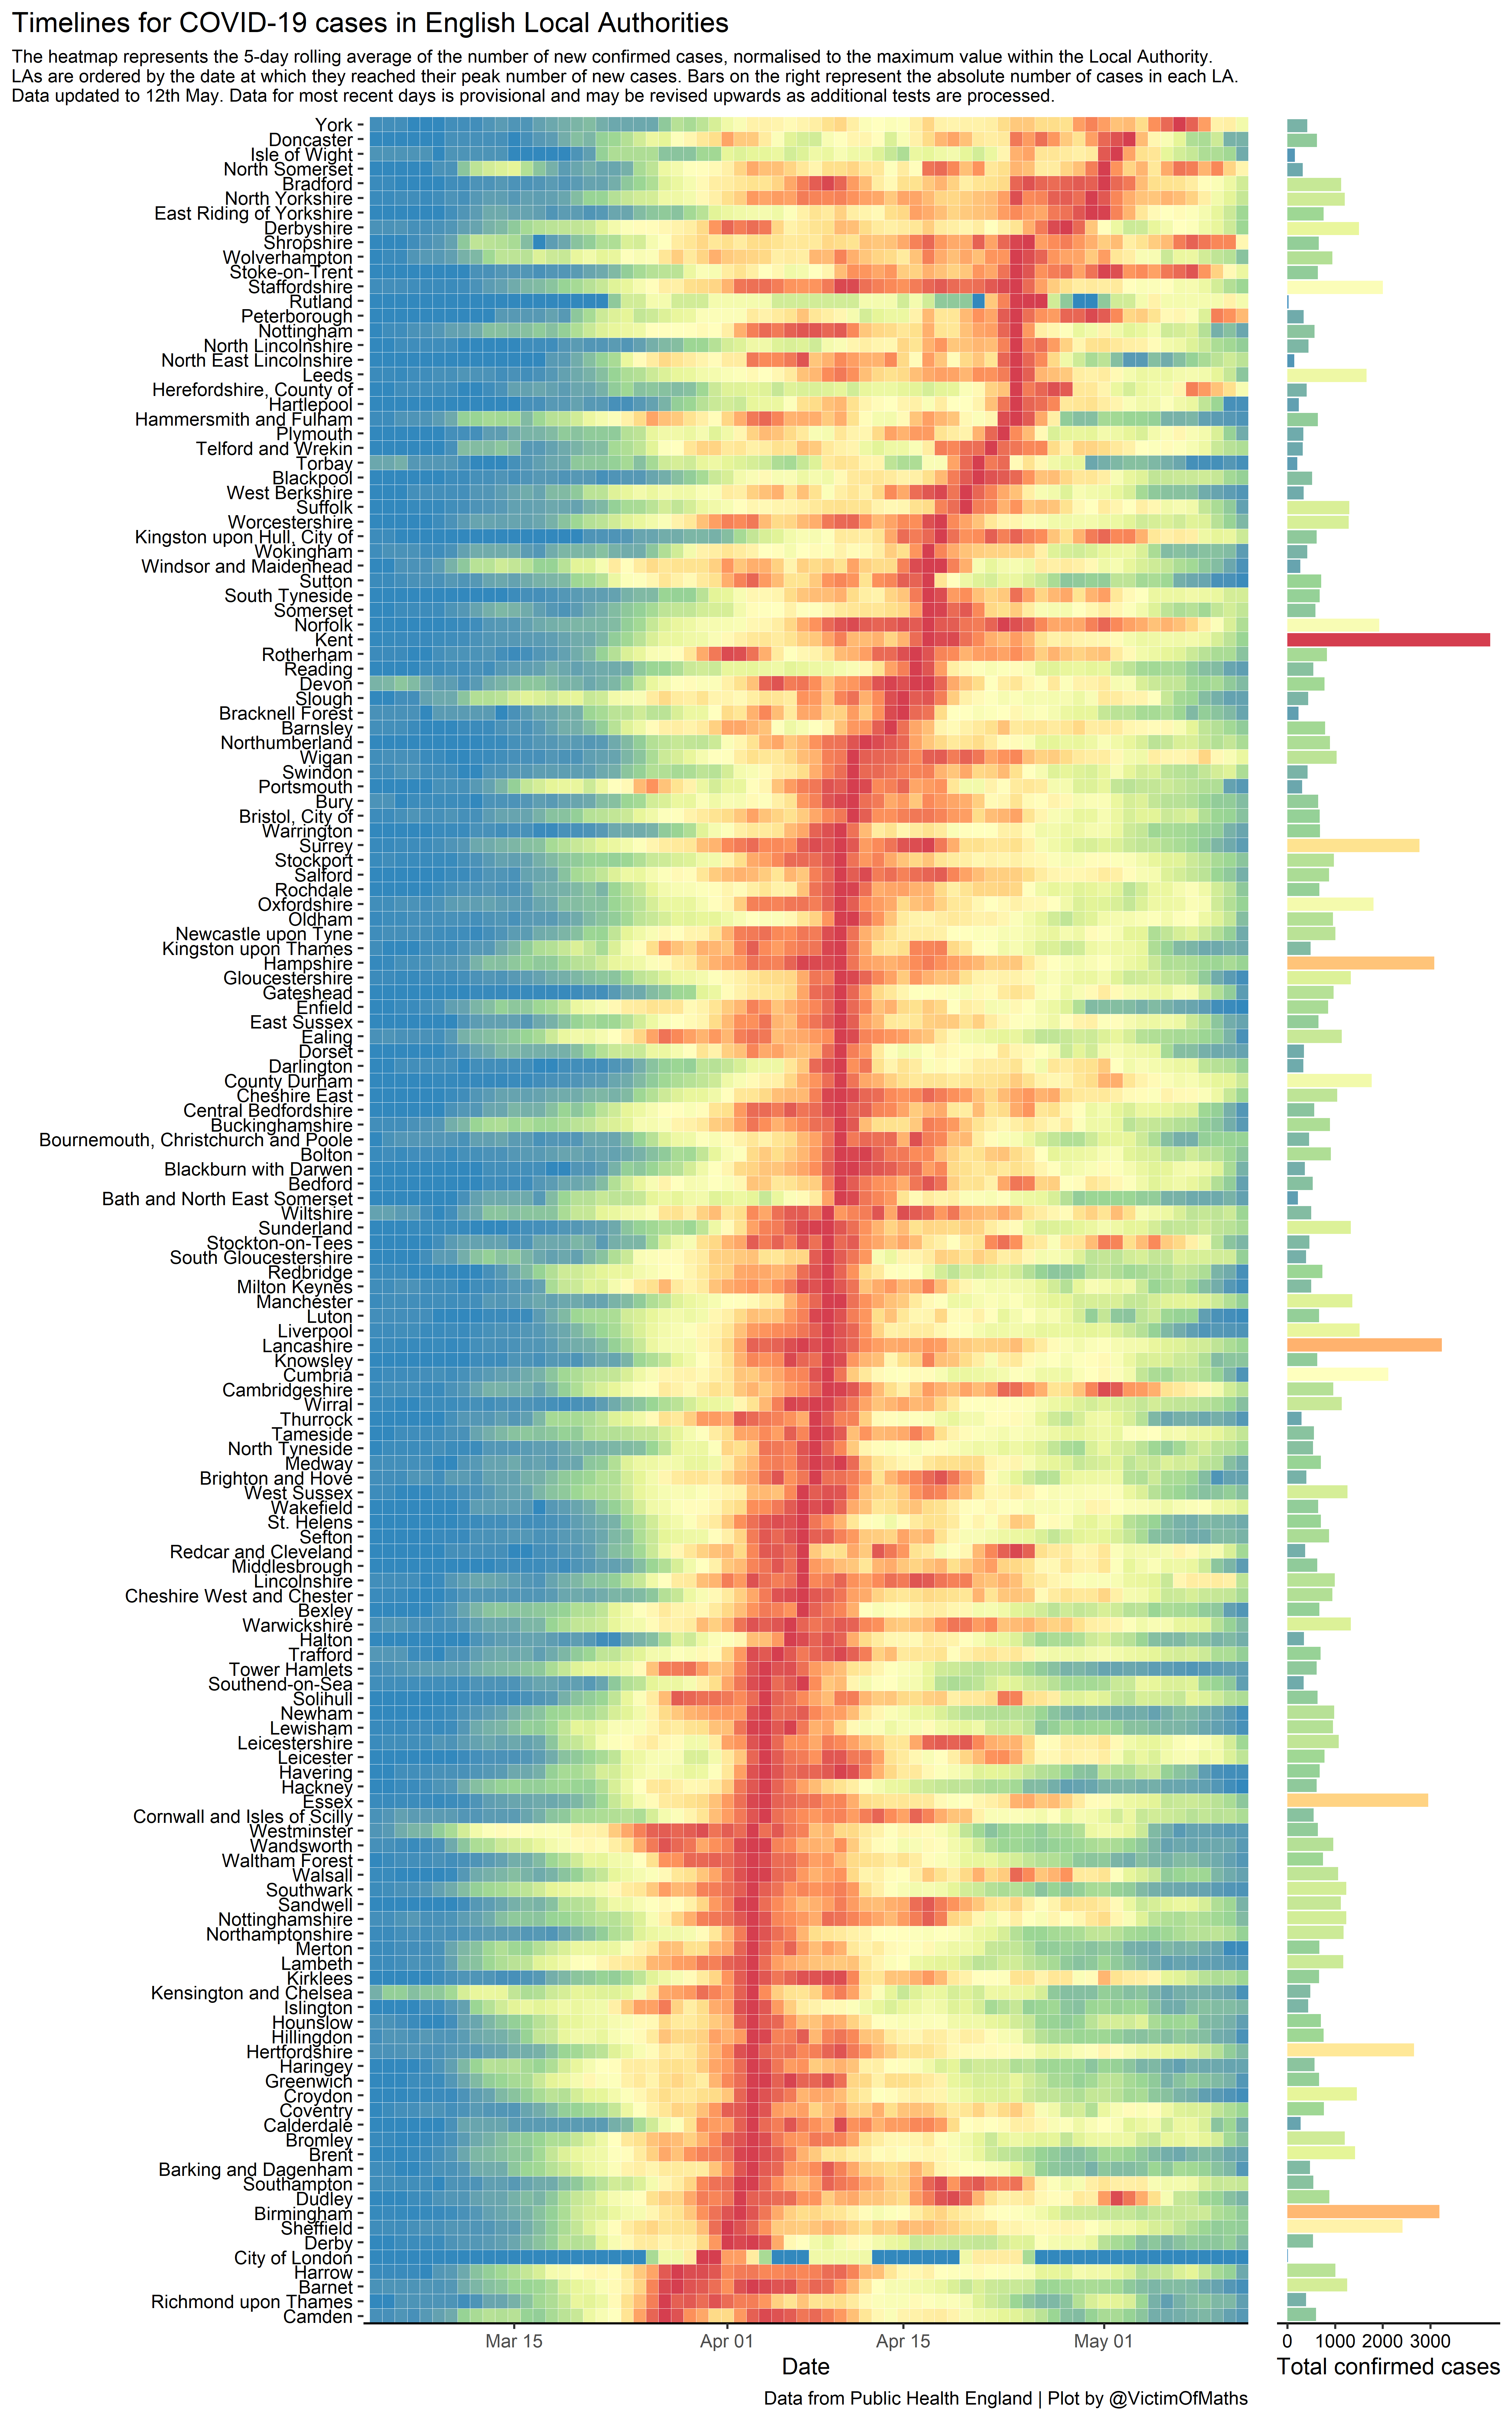 Timelines for COVID-19 cases in English Local Authorities
The heatmap represents the 5-day rolling average of the number of new confirmed cases, normalised to the maximum value within the Local Authority.
LAs are ordered by the date at which they reached their peak number of new cases. Bars on the right represent the absolute number of cases in each LA.
Data updated to 12th May. Data for most recent days is provisional and may be revised upwards as additional tests are processed.
York
Doncaster
Isle of Wight
North Somerset
Bradford
North Yorkshire
East Riding of Yorkshire
Derbyshire
Shropshire
Wolverhampton
Stoke-on-Trent
Staffordshire
Rutland
Peterborough
Nottingham
North Lincolnshire
North East Lincolnshire
Leeds
Herefordshire, County of
Hartlepool
Hammersmith and Fulham
Plymouth
Telford and Wrekin
Torbay
Blackpool
West Berkshire
Suffolk
Worcestershire
Kingston upon Hull, City of
Wokingham
Windsor and Maidenhead
Sutton
South Tyneside
Somerset
Norfolk
Kent
Rotherham
Reading
Devon
Slough
Bracknell Forest
Barnsley
Northumberland
Wigan
Swindon
Portsmouth
Bury
Bristol, City of
Warrington
Surrey
Stockport
Salford
Rochdale
Oxfordshire
Oldham
Newcastle upon Tyne
Kingston upon Thames
Hampshire
Gloucestershire
Gateshead
Enfield
East Sussex
Ealing
Dorset
Darlington
County Durham
Cheshire East
Central Bedfordshire
Buckinghamshire
Bournemouth, Christchurch and Poole
Bolton
Blackburn with Darwen
Bedford
Bath and North East Somerset
Wiltshire
Sunderland
Stockton-on-Tees
South Gloucestershire
Redbridge
Milton Keynes
Manchester
Luton
Liverpool
Lancashire
Knowsley
Cumbria
Cambridgeshire
Wirral
Thurrock
Tameside
North Tyneside
Medway
Brighton and Hove
West Sussex
Wakefield
St. Helens
Sefton
Redcar and Cleveland
Middlesbrough
Lincolnshire
Cheshire West and Chester
Bexley
Warwickshire
Halton
Trafford
Tower Hamlets
Southend-on-Sea
Solihull
Newham
Lewisham
Leicestershire
Leicester
Havering
Hackney
Essex
Cornwall and Isles of Scilly
Westminster
Wandsworth
Waltham Forest
Walsall
Southwark
Sandwell
Nottinghamshire
Northamptonshire
Merton
Lambeth
Kirklees
Kensington and Chelsea
Islington
Hounslow
Hillingdon
Hertfordshire
Haringey
Greenwich
Croydon
Coventry
Calderdale
Bromley
Brent
Barking and Dagenham
Southampton
Dudley
Birmingham
Sheffield
Derby
City of London
Harrow
Barnet
Richmond upon Thames
Camden
Mar 15 Apr 01 Apr 15 May 01
0 1000 2000 3000
Date
Total confirmed cases
Data from Public Health England | Plot by @VictimOfMaths